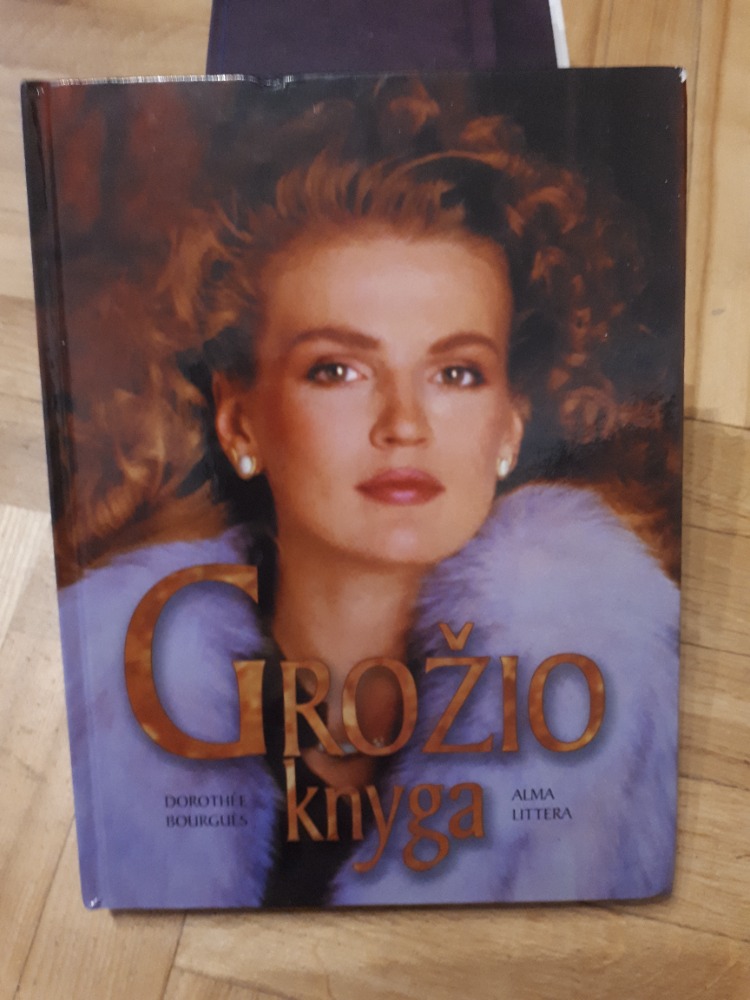 GROŽIO
knyga
DOROTHÉE
BOURGUÈS
ALMA
LITTERA